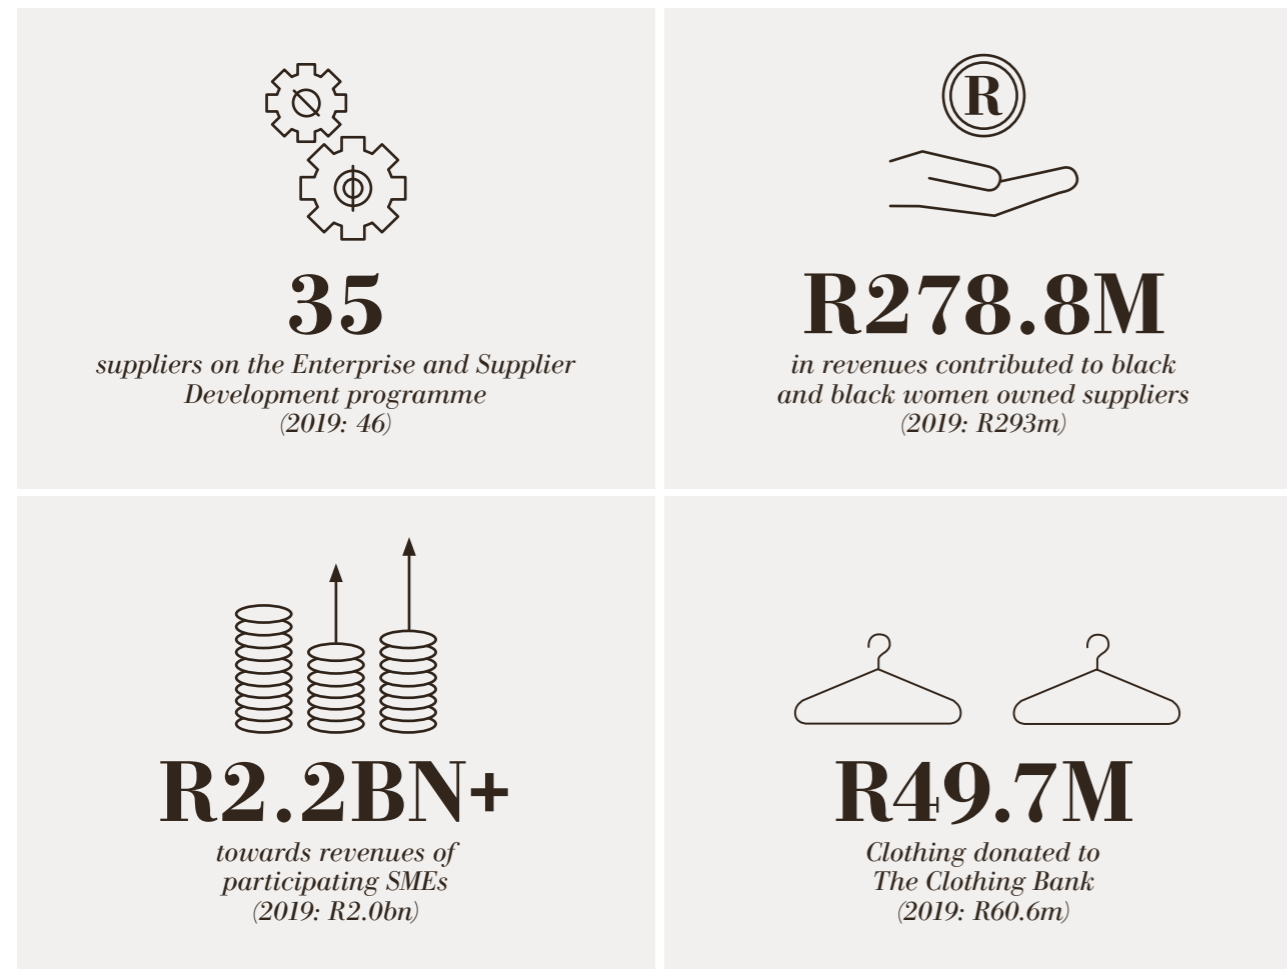 35
suppliers on the Enterprise and Supplier
Development programme
(2019: 46)
R
R278.8M
in revenues contributed to black
and black women owned suppliers
(2019: R293m)
R2.2BN+
towards revenues of
participating SMEs
(2019: R2.0bn)
R49.7M
Clothing donated to
The Clothing Bank
(2019: R60.6m)